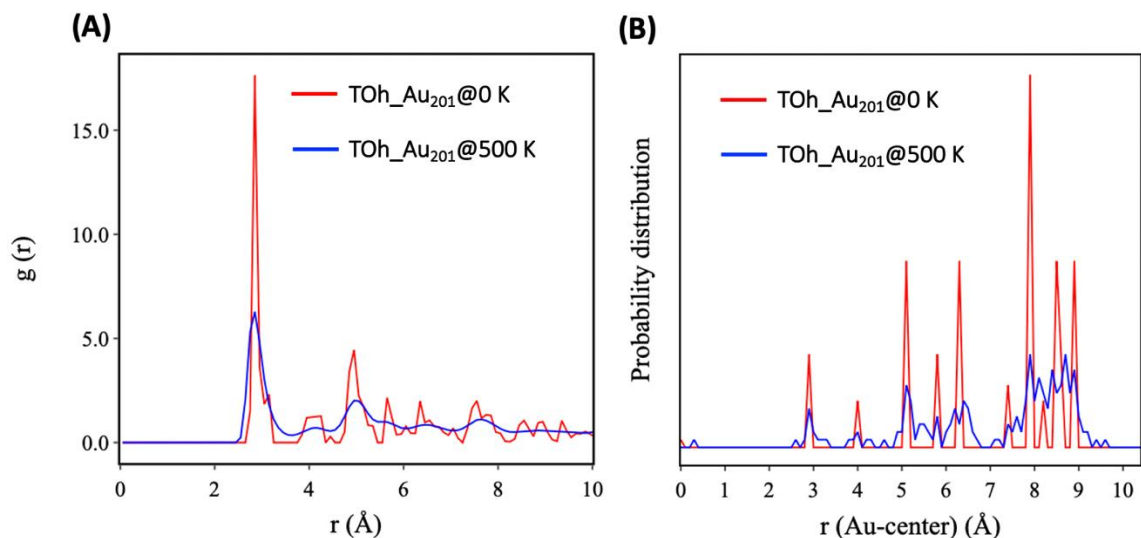 (A)
TOh_Au₂₀₁@0 K
TOh_Au₂₀₁@500 K
15.0
10.0
5.0
0.0
g (r)
0 2 4 6 8 10
r (Å)
(B)
TOh_Au₂₀₁@0 K
TOh_Au₂₀₁@500 K
Probability distribution
0 1 2 3 4 5 6 7 8 9 10
r (Au-center) (Å)